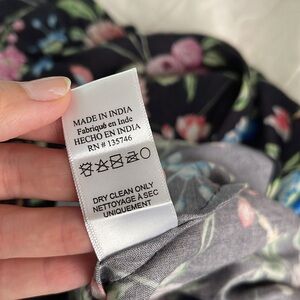 MADE IN INDIA
Fabriqué en Inde
HECHO EN INDIA
RN # 135746
DRY CLEAN ONLY
NETTOYAGE A SEC
UNIQUEMENT